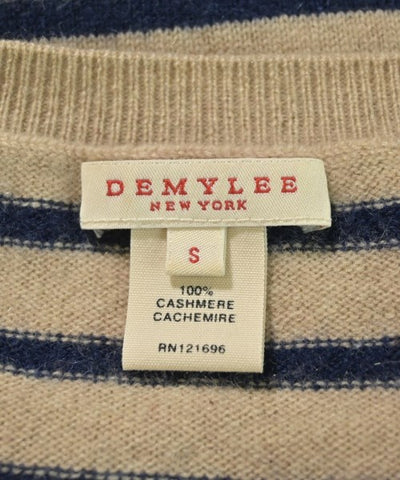 DEMYLEE
NEW YORK
S
100%
CASHMERE
CACHEMIRE
RN121696